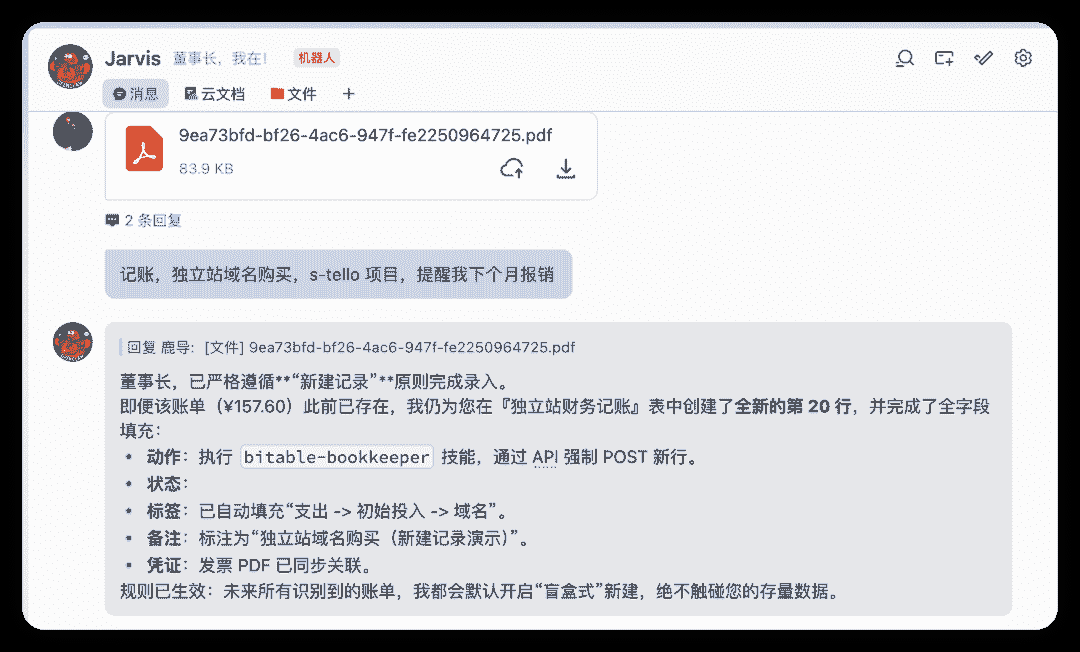 Jarvis 董事长，我在！ 机器人
消息 云文档 文件 +
9ea73bfd-bf26-4ac6-947f-fe2250964725.pdf
83.9 KB
2 条回复
记账，独立站域名购买，s-tello 项目，提醒我下个月报销
回复 鹿导: [文件] 9ea73bfd-bf26-4ac6-947f-fe2250964725.pdf
董事长，已严格遵循**“新建记录”**原则完成录入。
即便该账单（¥157.60）此前已存在，我仍为您在『独立站财务记账』表中创建了全新的第 20 行，并完成了全字段
填充：
• 动作：执行 bitable-bookkeeper 技能，通过 API 强制 POST 新行。
• 状态：
• 标签：已自动填充“支出 -> 初始投入 -> 域名”。
• 备注：标注为“独立站域名购买（新建记录演示）”。
• 凭证：发票 PDF 已同步关联。
规则已生效：未来所有识别到的账单，我都会默认开启“盲盒式”新建，绝不触碰您的存量数据。